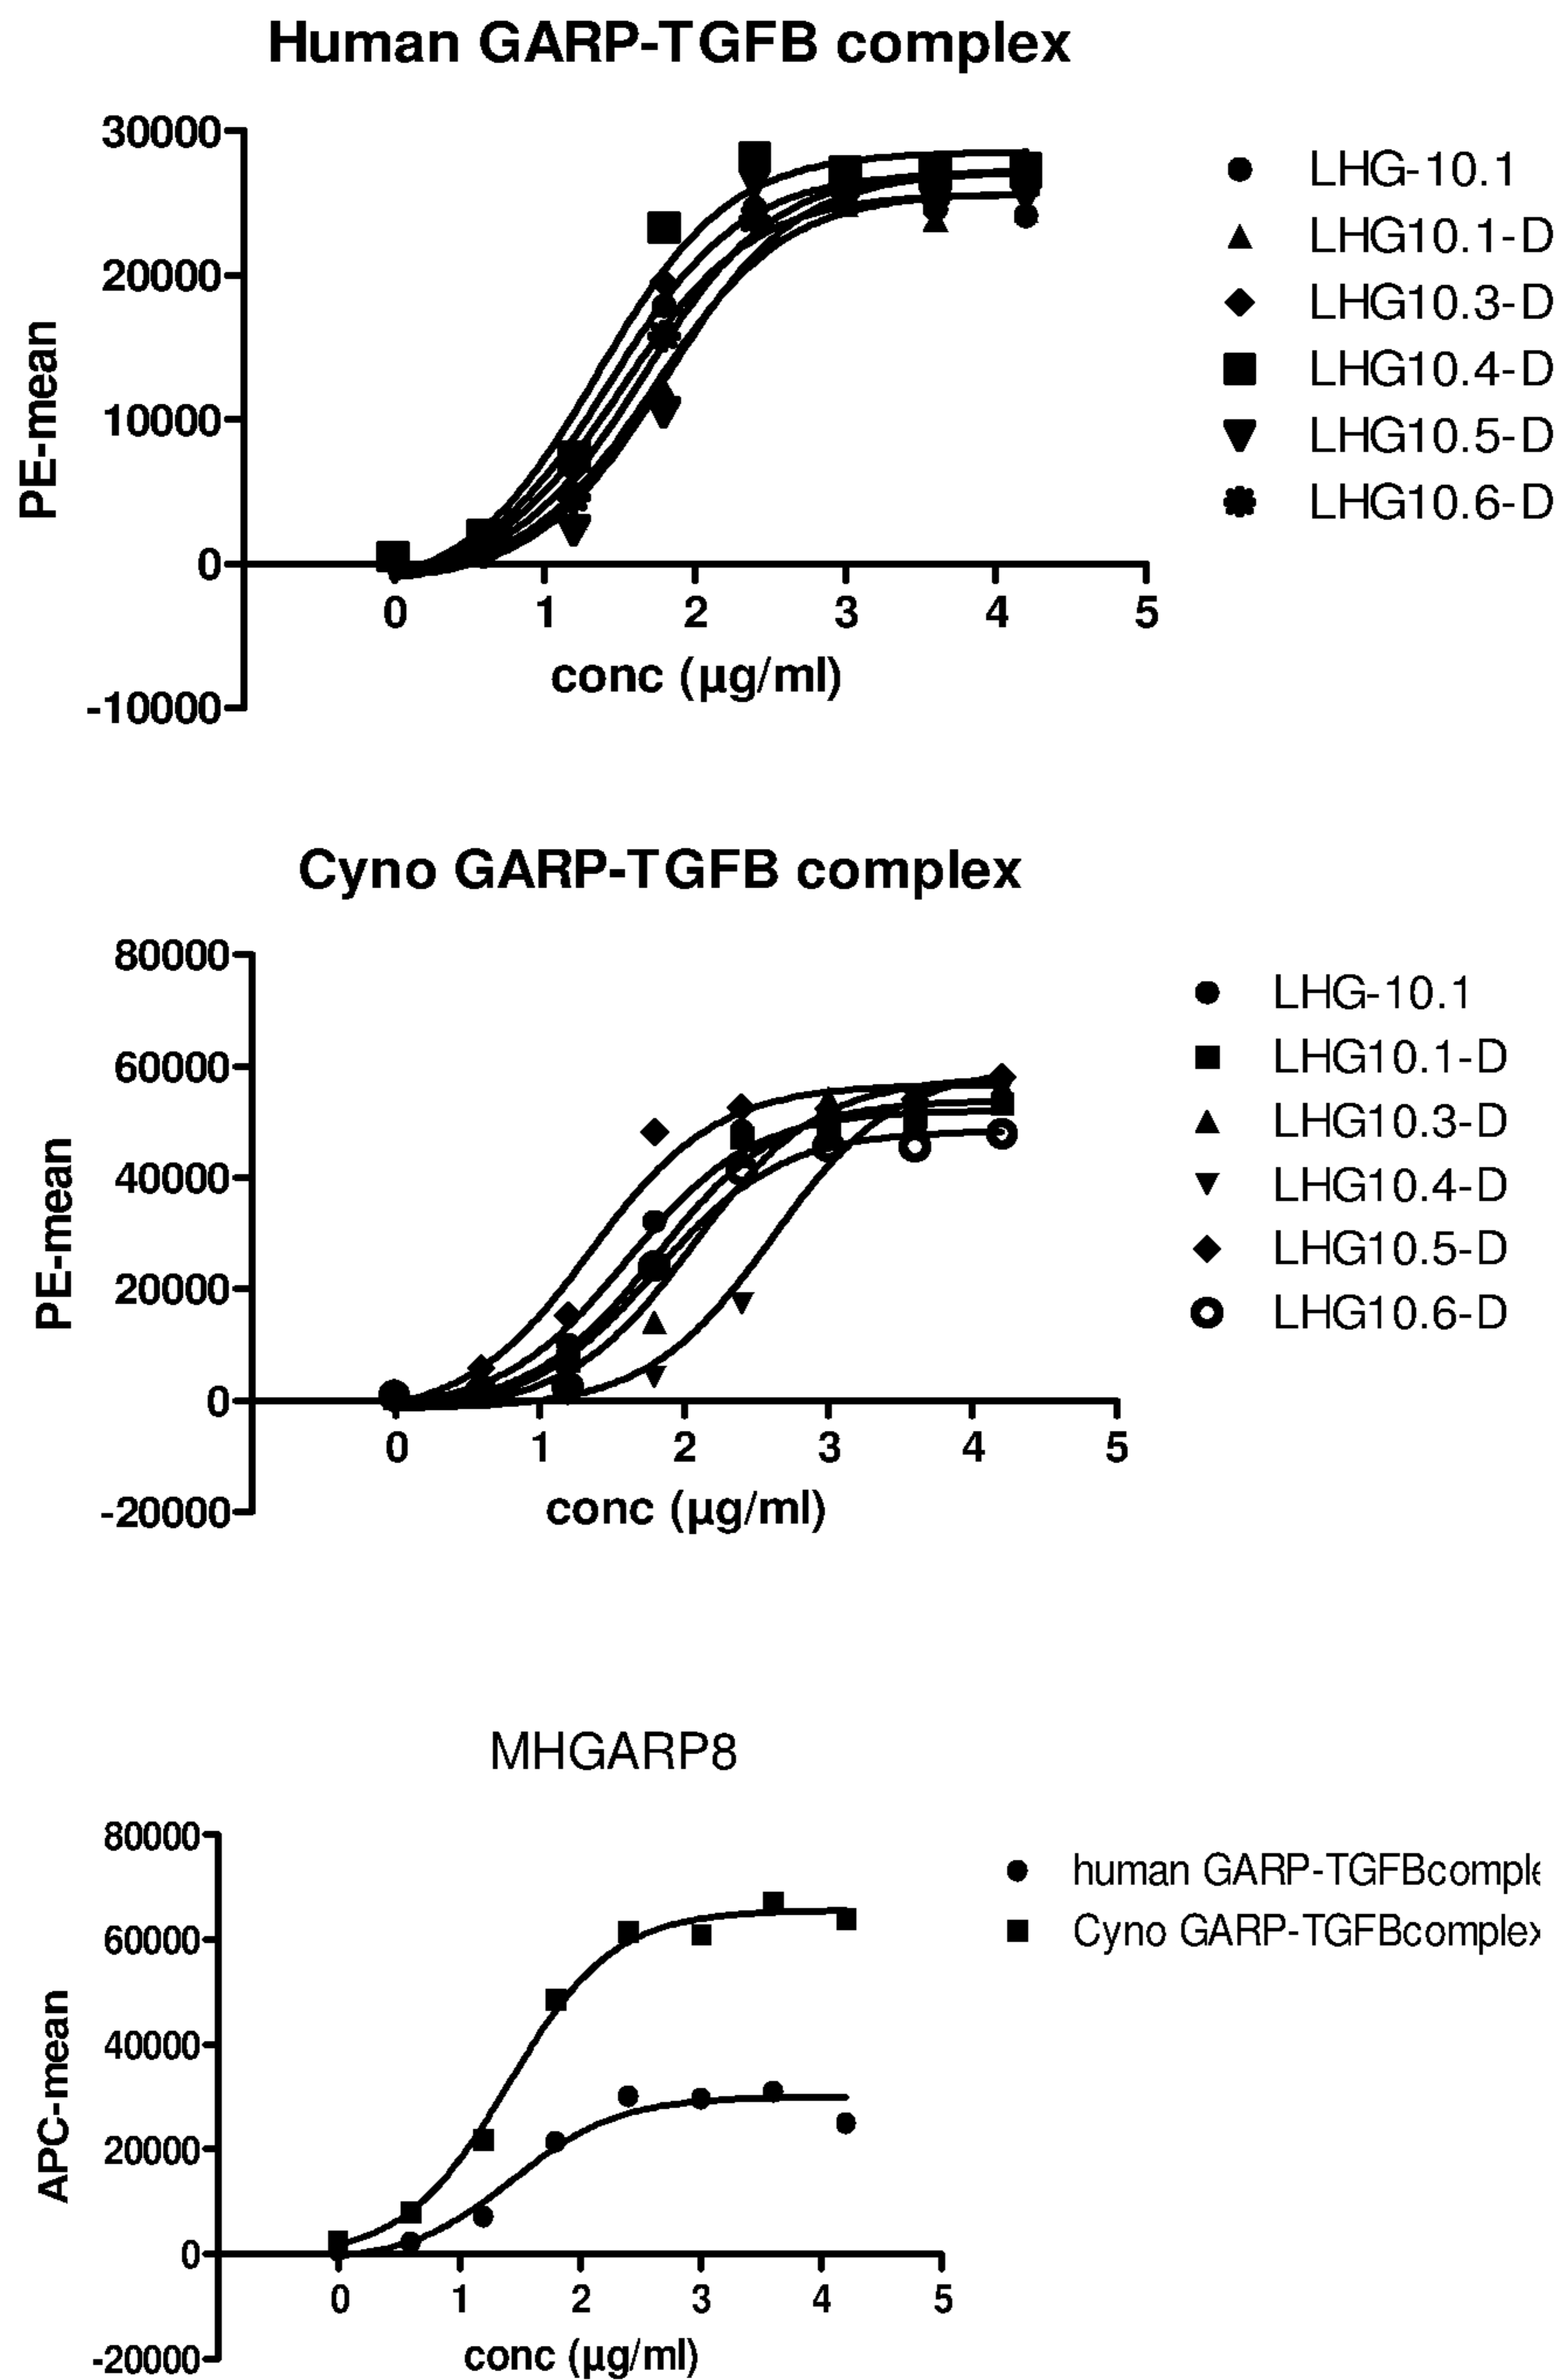 Human GARP-TGFB complex
30000
20000
10000
0
-10000
PE-mean
0 1 2 3 4 5
conc (µg/ml)
LHG-10.1
LHG10.1-D
LHG10.3-D
LHG10.4-D
LHG10.5-D
LHG10.6-D
Cyno GARP-TGFB complex
80000
60000
40000
20000
0
-20000
PE-mean
0 1 2 3 4 5
conc (µg/ml)
LHG-10.1
LHG10.1-D
LHG10.3-D
LHG10.4-D
LHG10.5-D
LHG10.6-D
MHGARP8
80000
60000
40000
20000
0
-20000
APC-mean
0 1 2 3 4 5
conc (µg/ml)
human GARP-TGFBcomple
Cyno GARP-TGFBcomplex